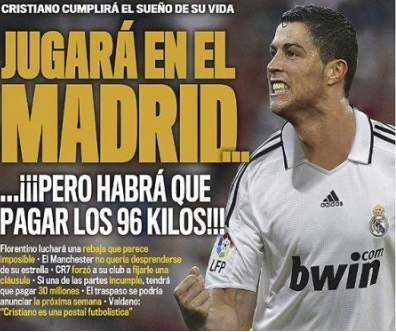 CRISTIANO CUMPLIRÁ EL SUEÑO DE SU VIDA
JUGARÁ EN EL
MADRID...
...¡¡¡PERO HABRÁ QUE
PAGAR LOS 96 KILOS!!!
Florentino luchará una rebaja que parece
imposible • El Manchester no quería desprenderse
de su estrella • CR7 forzó a su club a fijarle una
cláusula • Si una de las partes incumple, tendrá
que pagar 30 millones • El traspaso se podría
anunciar la próxima semana • Valdano:
"Cristiano es una postal futbolística"
adidas
bwin.com